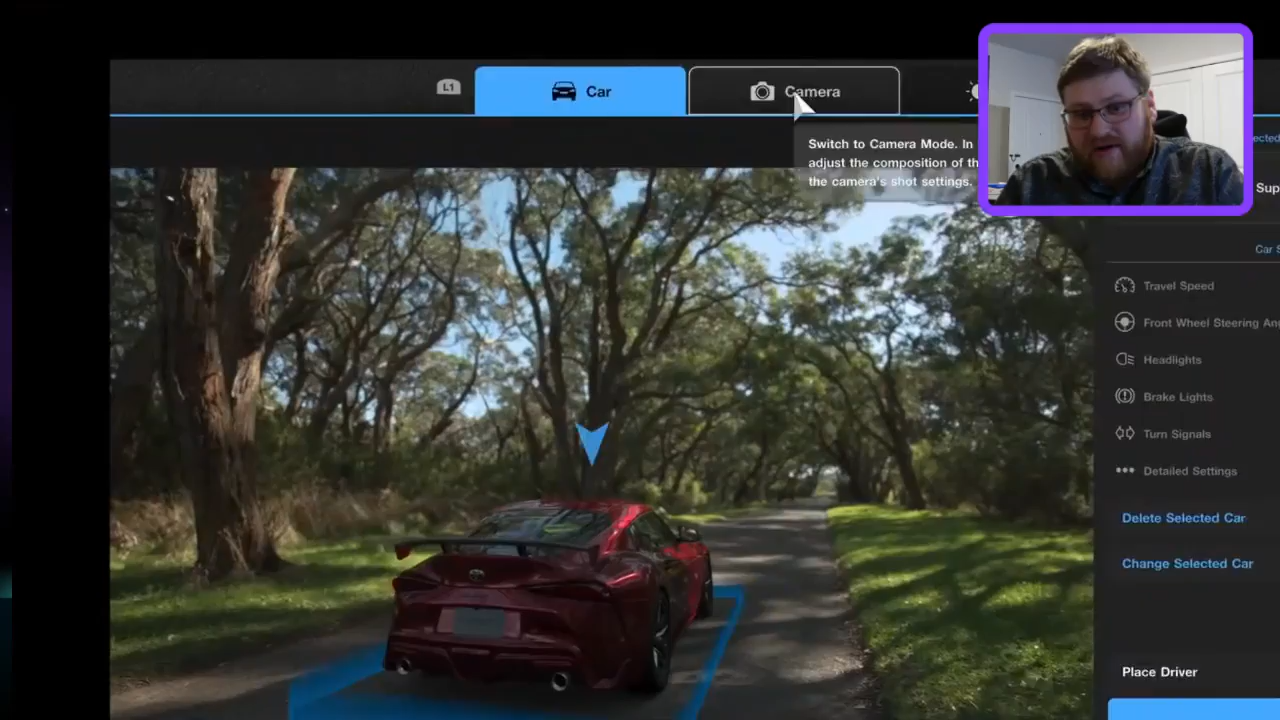 L1
Car
Camera
Switch to Camera Mode. In
adjust the composition of th
the camera's shot settings.
ected
Sup
Car S
Travel Speed
Front Wheel Steering An
Headlights
Brake Lights
Turn Signals
Detailed Settings
Delete Selected Car
Change Selected Car
Place Driver